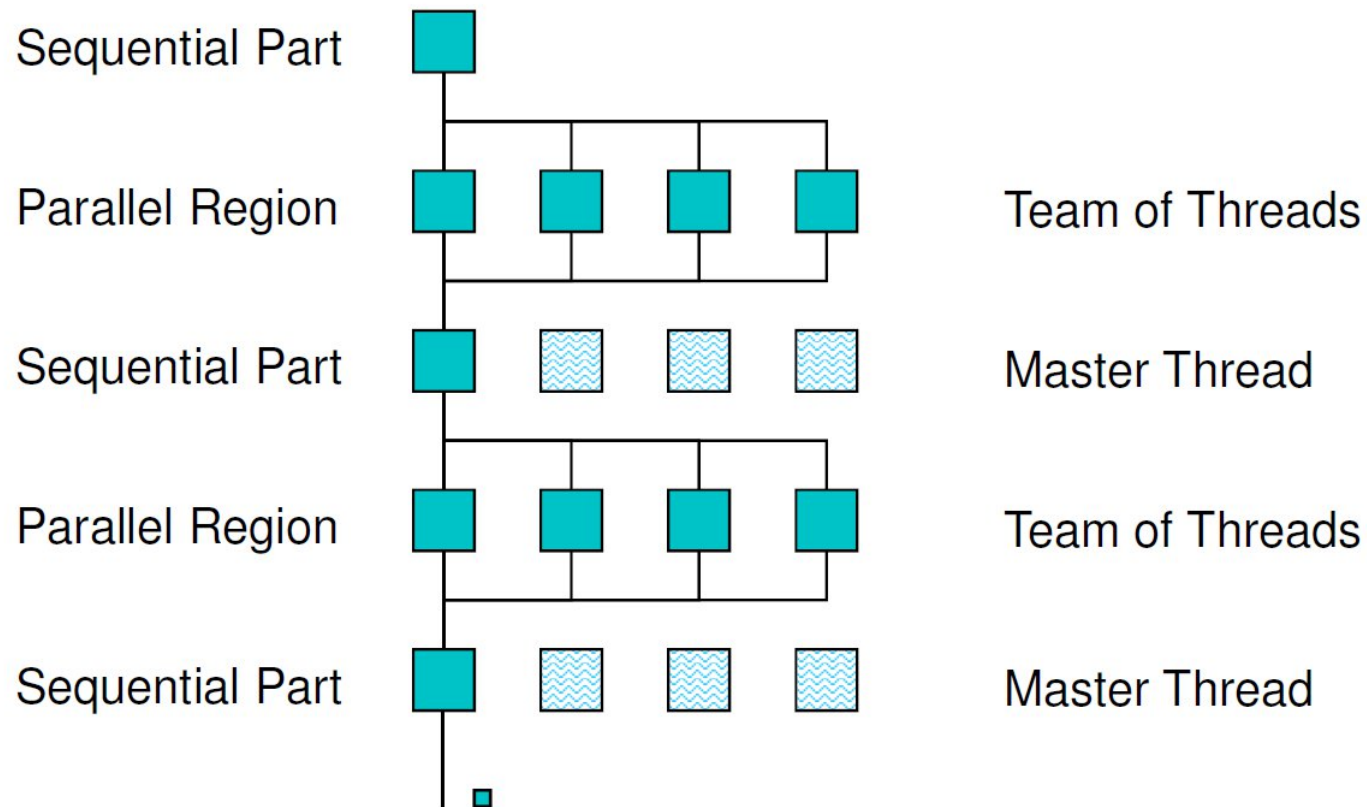 Sequential Part
Parallel Region
Team of Threads
Sequential Part
Master Thread
Parallel Region
Team of Threads
Sequential Part
Master Thread